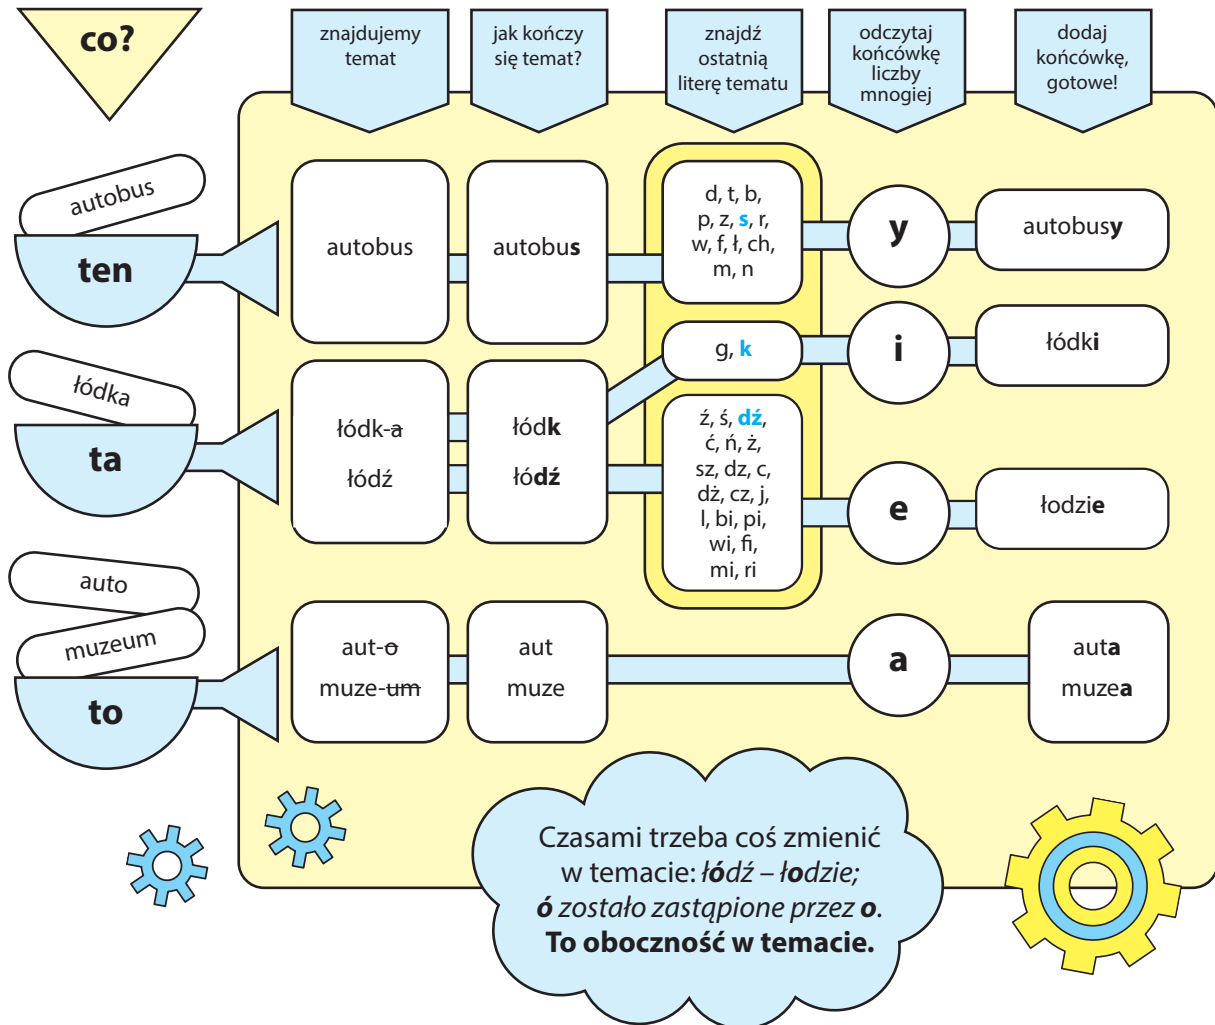 co?
znajdujemy
temat
jak kończy
się temat?
znajdź
ostatnią
literę tematu
odczytaj
końcówkę
liczby
mnogiej
dodaj
końcówkę,
gotowe!
autobus
ten
autobus
autobus
d, t, b,
p, z, s, r,
w, f, ł, ch,
m, n
y
autobusy
łódka
ta
łódk-a
łódź
łódk
łódź
g, k
i
łódki
ź, ś, dź,
ć, ń, ż,
sz, dz, c,
dż, cz, j,
l, bi, pi,
wi, fi,
mi, ri
e
łodzie
auto
muzeum
to
aut-o
muze-um
aut
muze
a
auta
muzea
Czasami trzeba coś zmienić
w temacie: łódź – łodzie;
ó zostało zastąpione przez o.
To oboczność w temacie.